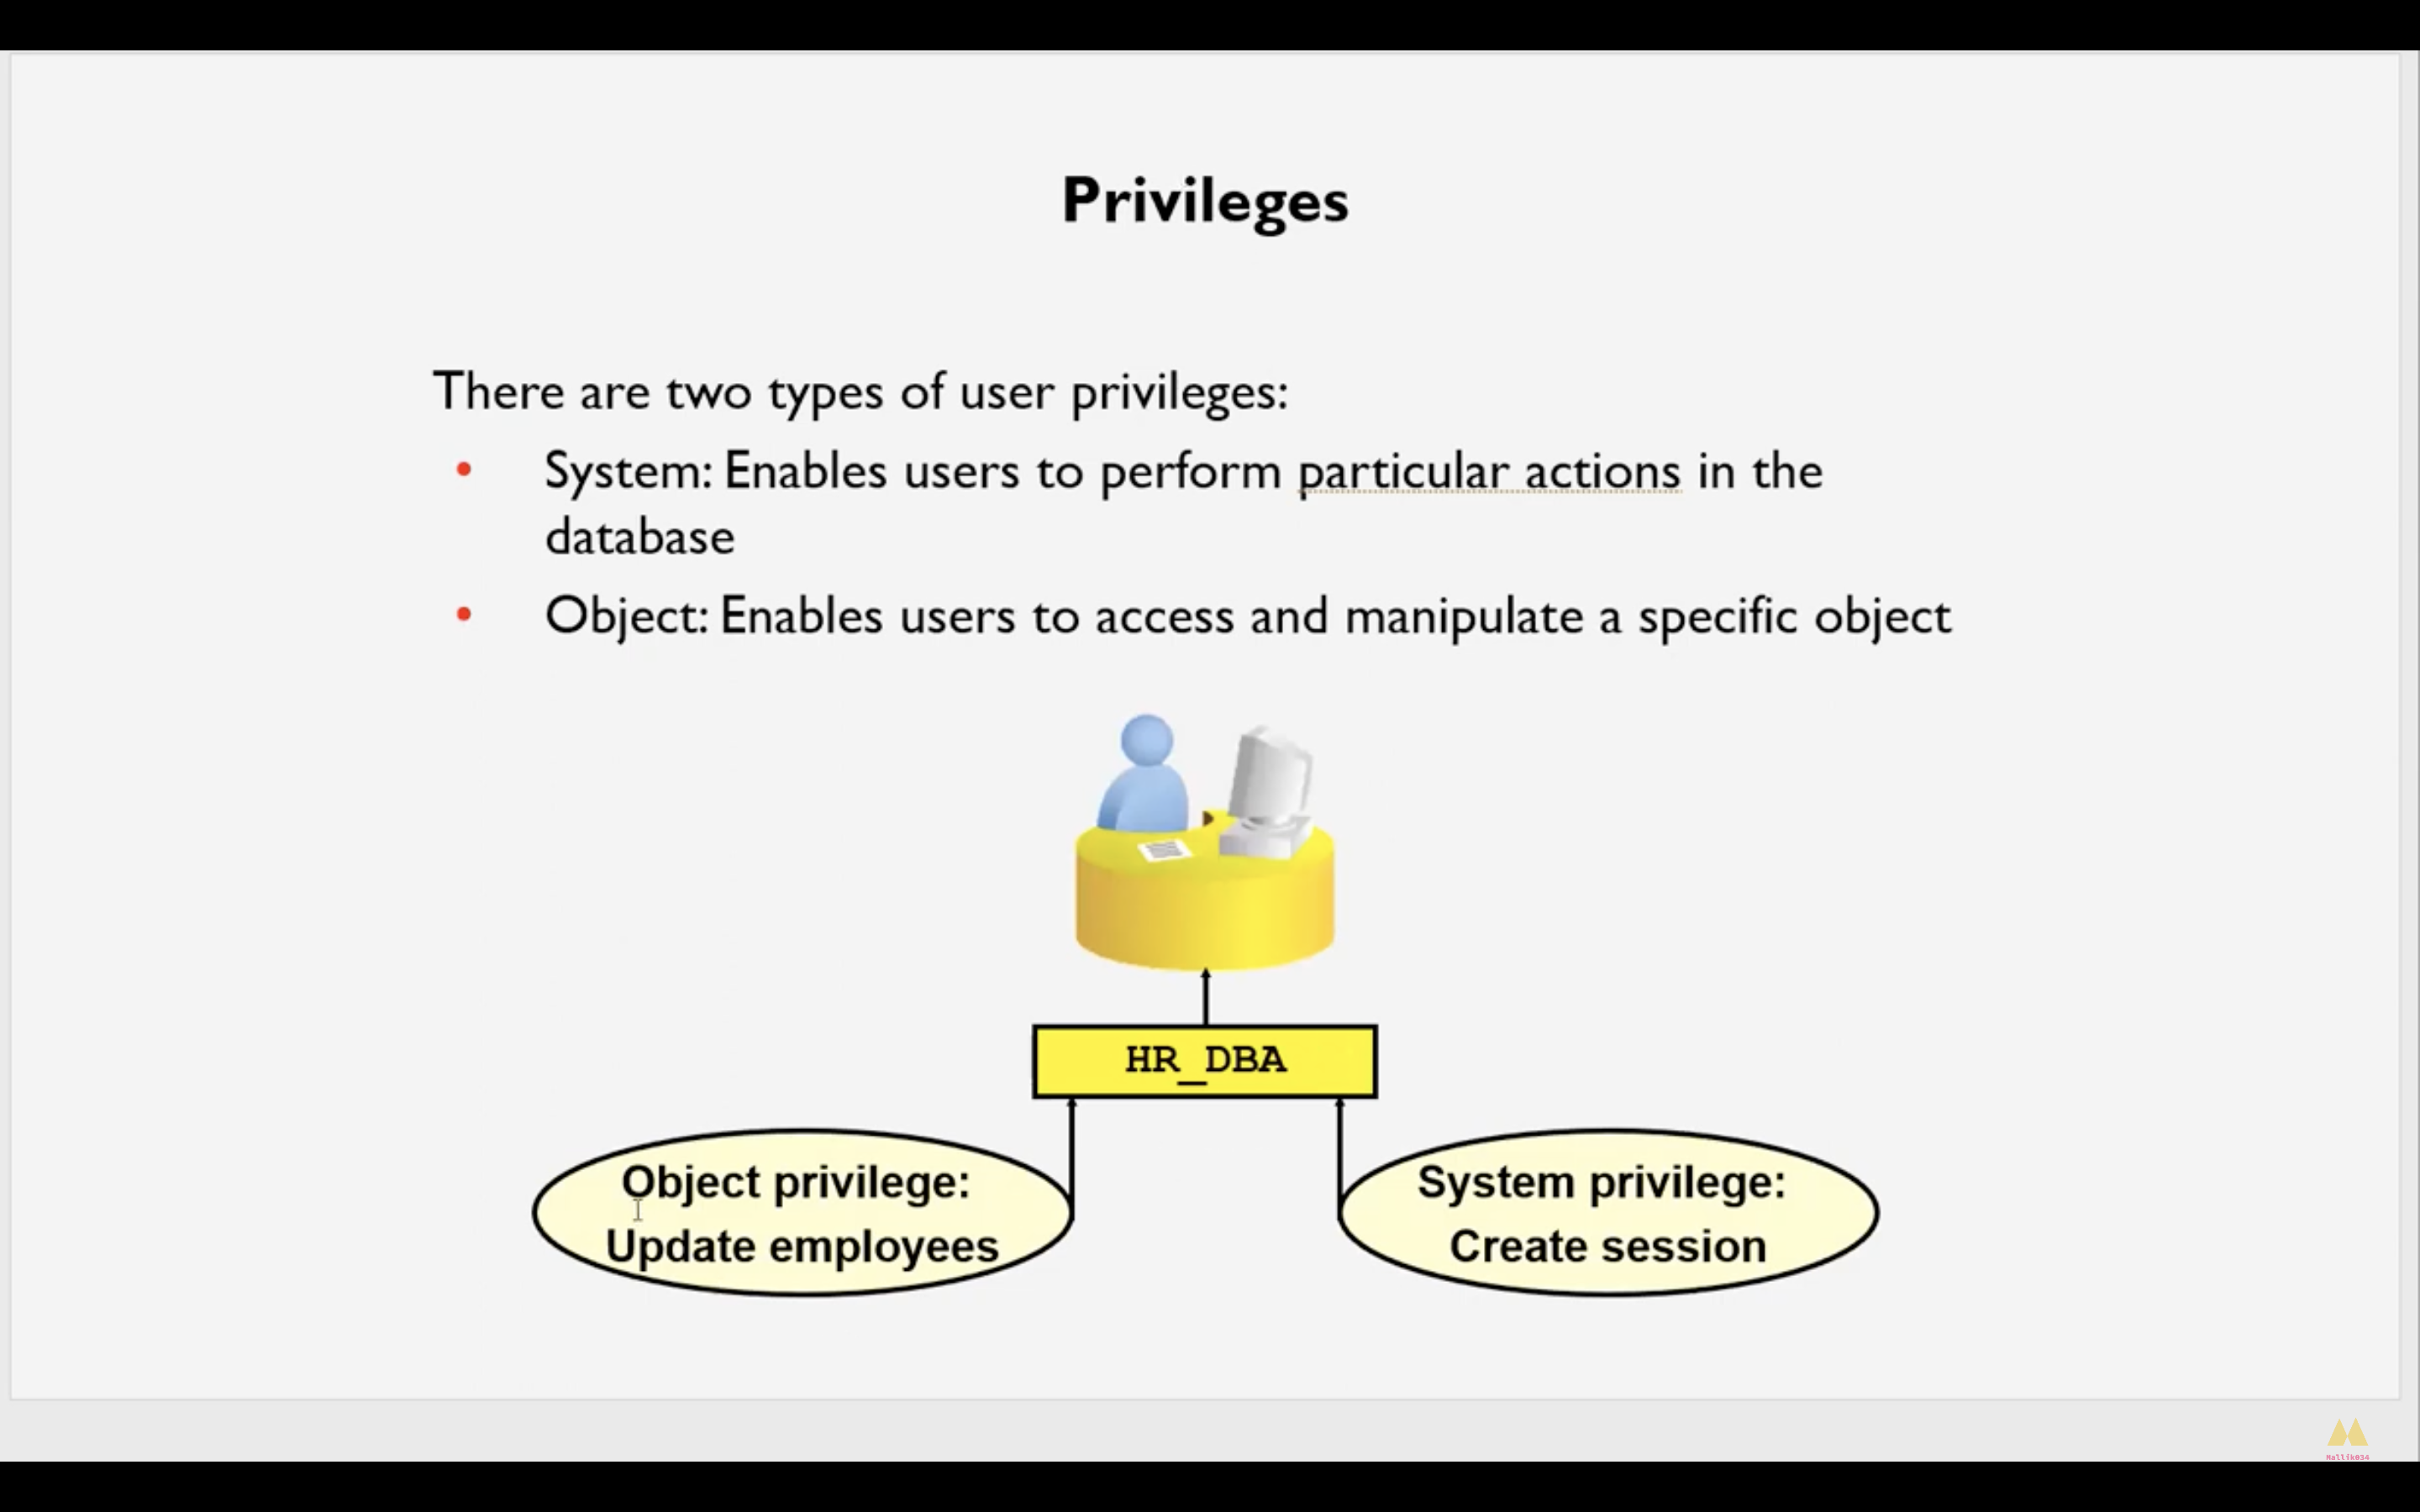 Privileges
There are two types of user privileges:
• System: Enables users to perform particular actions in the
database
• Object: Enables users to access and manipulate a specific object
HR_DBA
Object privilege:
Update employees
System privilege:
Create session
Mallik034